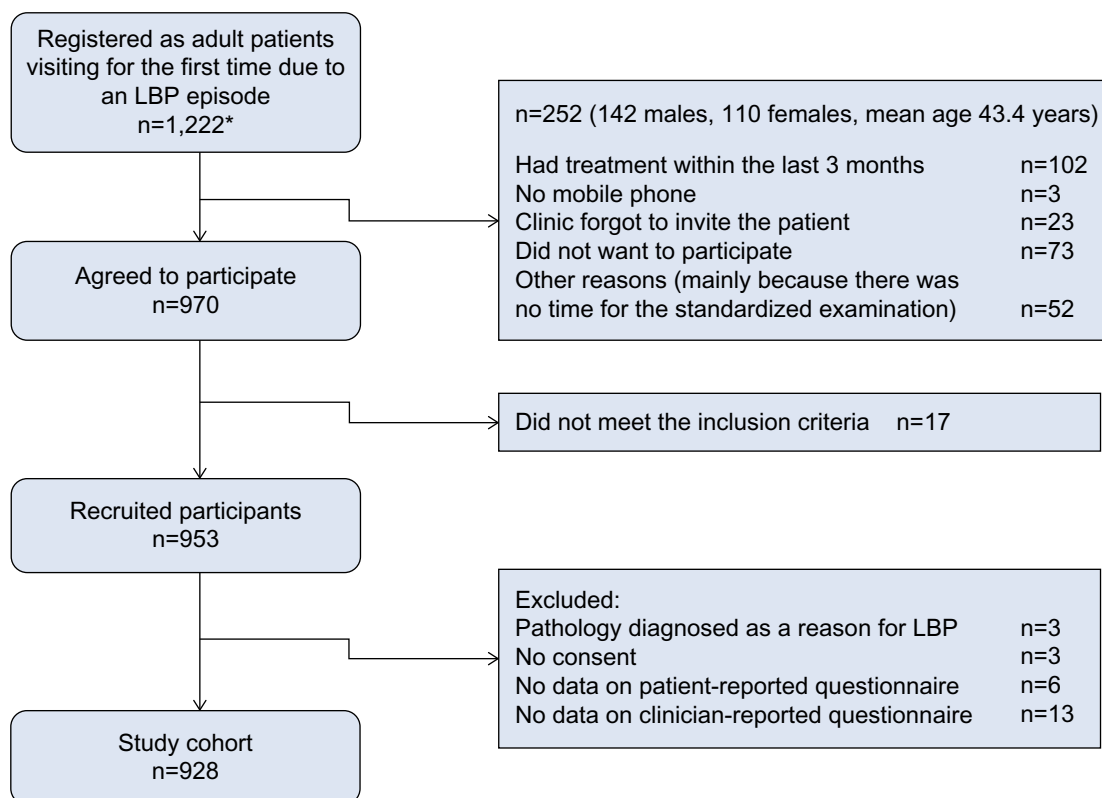 Registered as adult patients
visiting for the first time due to
an LBP episode
n=1,222*
n=252 (142 males, 110 females, mean age 43.4 years)
Had treatment within the last 3 months n=102
No mobile phone n=3
Clinic forgot to invite the patient n=23
Did not want to participate n=73
Other reasons (mainly because there was
no time for the standardized examination) n=52
Agreed to participate
n=970
Did not meet the inclusion criteria n=17
Recruited participants
n=953
Excluded:
Pathology diagnosed as a reason for LBP n=3
No consent n=3
No data on patient-reported questionnaire n=6
No data on clinician-reported questionnaire n=13
Study cohort
n=928